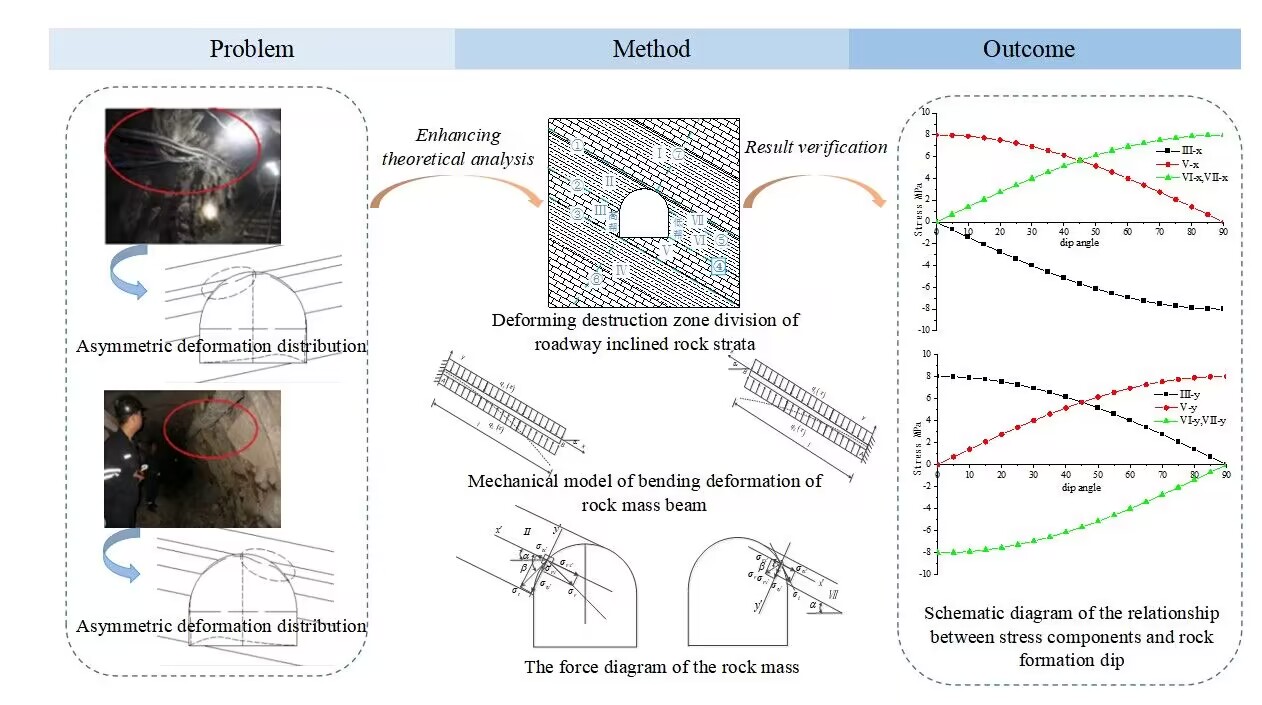 Problem
Method
Outcome
Asymmetric deformation distribution
Asymmetric deformation distribution
Enhancing
theoretical analysis
① Ⅰ ⑦
② Ⅱ
③ Ⅲ Ⅶ
Ⅵ ⑤
Ⅴ
Ⅳ ④
⑥
Deforming destruction zone division of
roadway inclined rock strata
Mechanical model of bending deformation of
rock mass beam
x′ Ⅱ y′
α
β
x′
β
Ⅶ
y′ α
The force diagram of the rock mass
Result verification
10
8
6
4
2
0
-2
-4
-6
-8
-10
Stress MPa
0 10 20 30 40 50 60 70 80 90
dip angle
III-x
V-x
VI-x,VII-x
10
8
6
4
2
0
-2
-4
-6
-8
-10
Stress MPa
0 10 20 30 40 50 60 70 80 90
dip angle
III-y
V-y
VI-y,VII-y
Schematic diagram of the relationship
between stress components and rock
formation dip